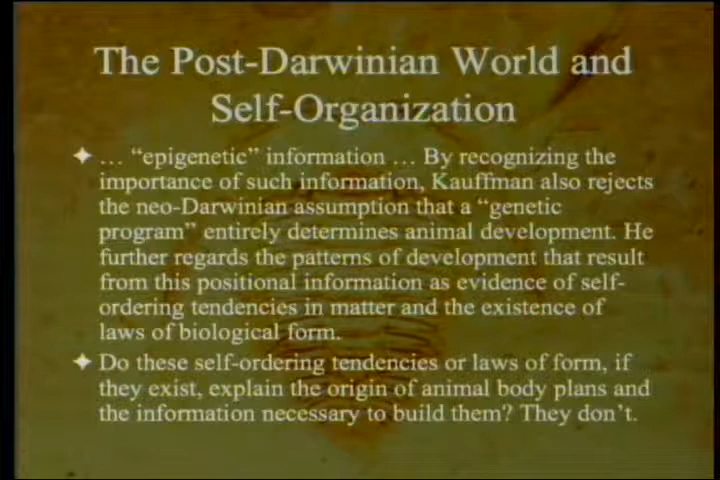 The Post-Darwinian World and
Self-Organization
… “epigenetic” information … By recognizing the
importance of such information, Kauffman also rejects
the neo-Darwinian assumption that a “genetic
program” entirely determines animal development. He
further regards the patterns of development that result
from this positional information as evidence of self-
ordering tendencies in matter and the existence of
laws of biological form.
Do these self-ordering tendencies or laws of form, if
they exist, explain the origin of animal body plans and
the information necessary to build them? They don’t.